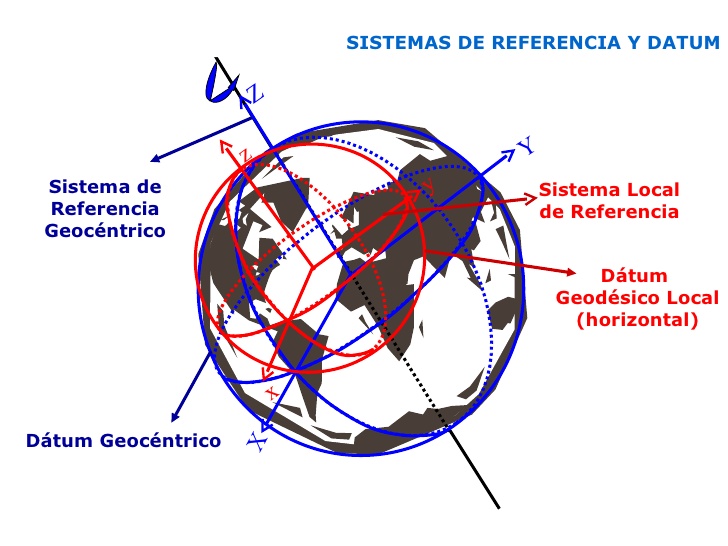 SISTEMAS DE REFERENCIA Y DATUM
Z
Y
z
y
Sistema de
Referencia
Geocéntrico
Sistema Local
de Referencia
Dátum
Geodésico Local
(horizontal)
x
X
Dátum Geocéntrico